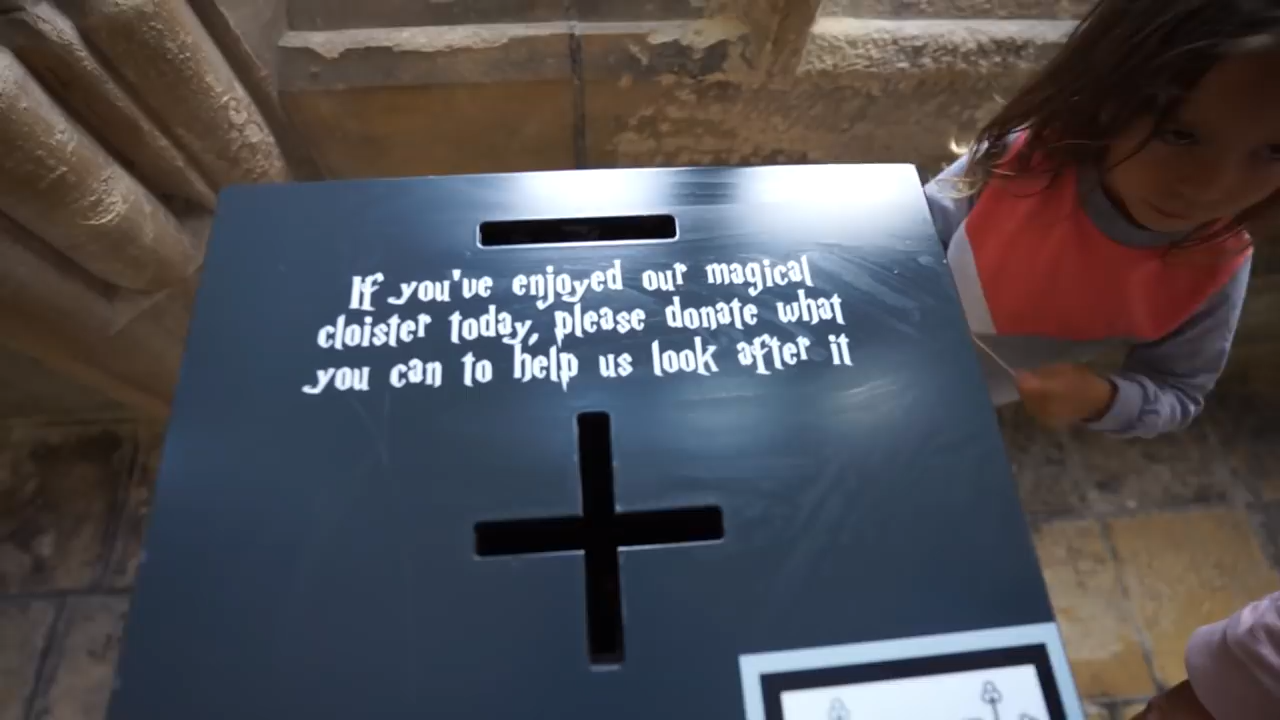 If you've enjoyed our magical
cloister today, please donate what
you can to help us look after it